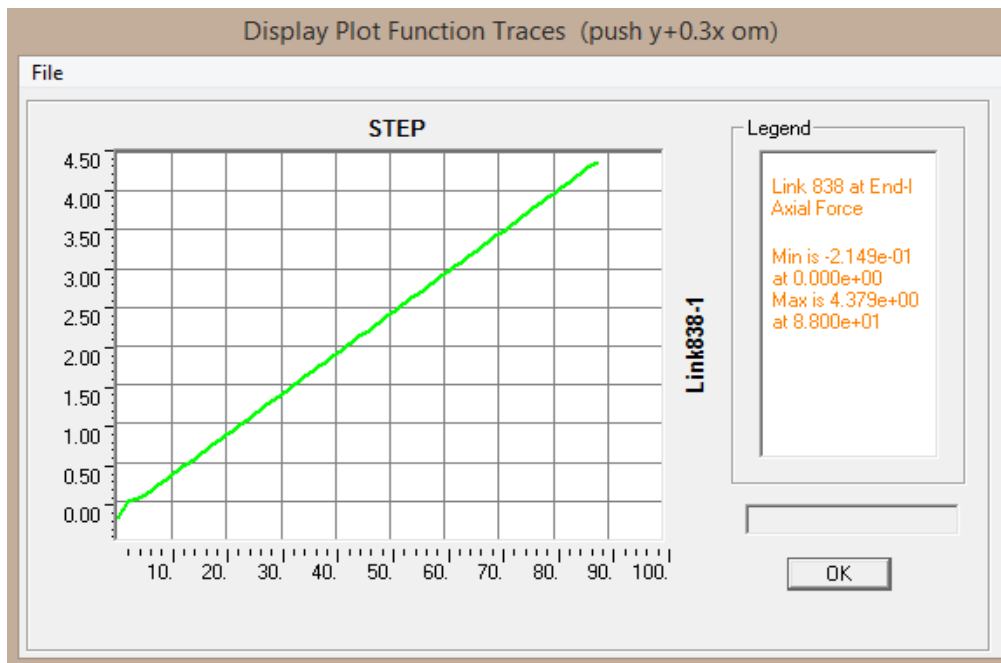 Display Plot Function Traces (push y+0.3x om)
File
STEP
4.50
4.00
3.50
3.00
2.50
2.00
1.50
1.00
0.50
0.00
10. 20. 30. 40. 50. 60. 70. 80. 90. 100.
Link838-1
Legend
Link 838 at End-I
Axial Force
Min is -2.149e-01
at 0.000e+00
Max is 4.379e+00
at 8.800e+01
OK